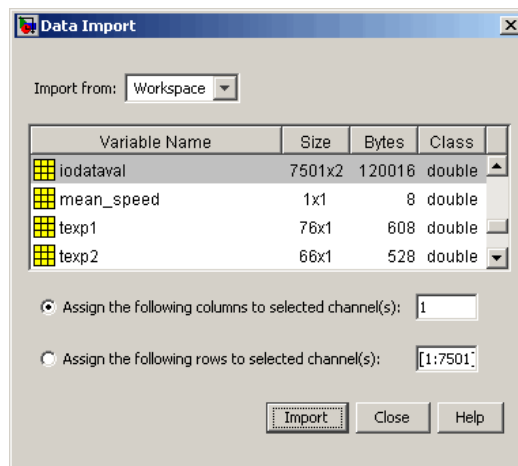 Data Import
Import from: Workspace
Variable Name Size Bytes Class
iodataval 7501x2 120016 double
mean_speed 1x1 8 double
texp1 76x1 608 double
texp2 66x1 528 double
Assign the following columns to selected channel(s): 1
Assign the following rows to selected channel(s): [1:7501]
Import Close Help